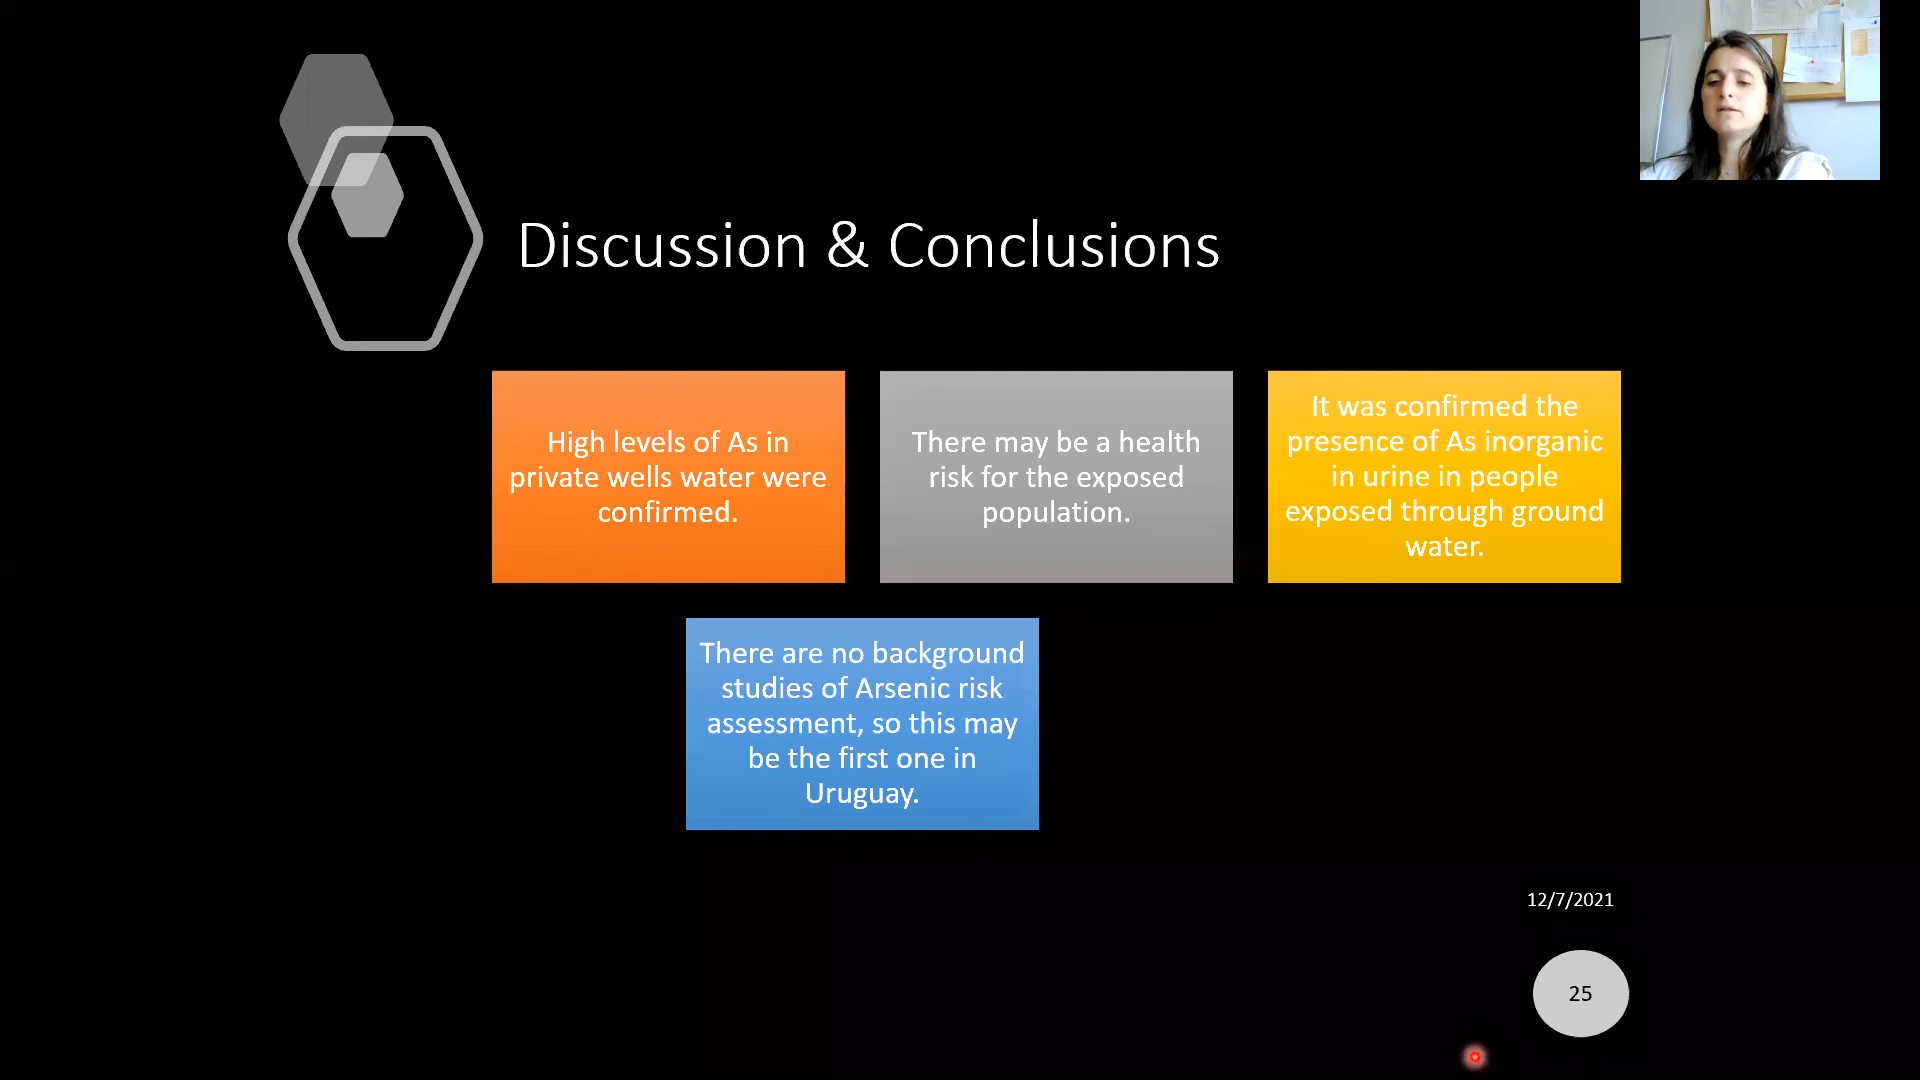 Discussion & Conclusions
High levels of As in
private wells water were
confirmed.
There may be a health
risk for the exposed
population.
It was confirmed the
presence of As inorganic
in urine in people
exposed through ground
water.
There are no background
studies of Arsenic risk
assessment, so this may
be the first one in
Uruguay.
12/7/2021
25